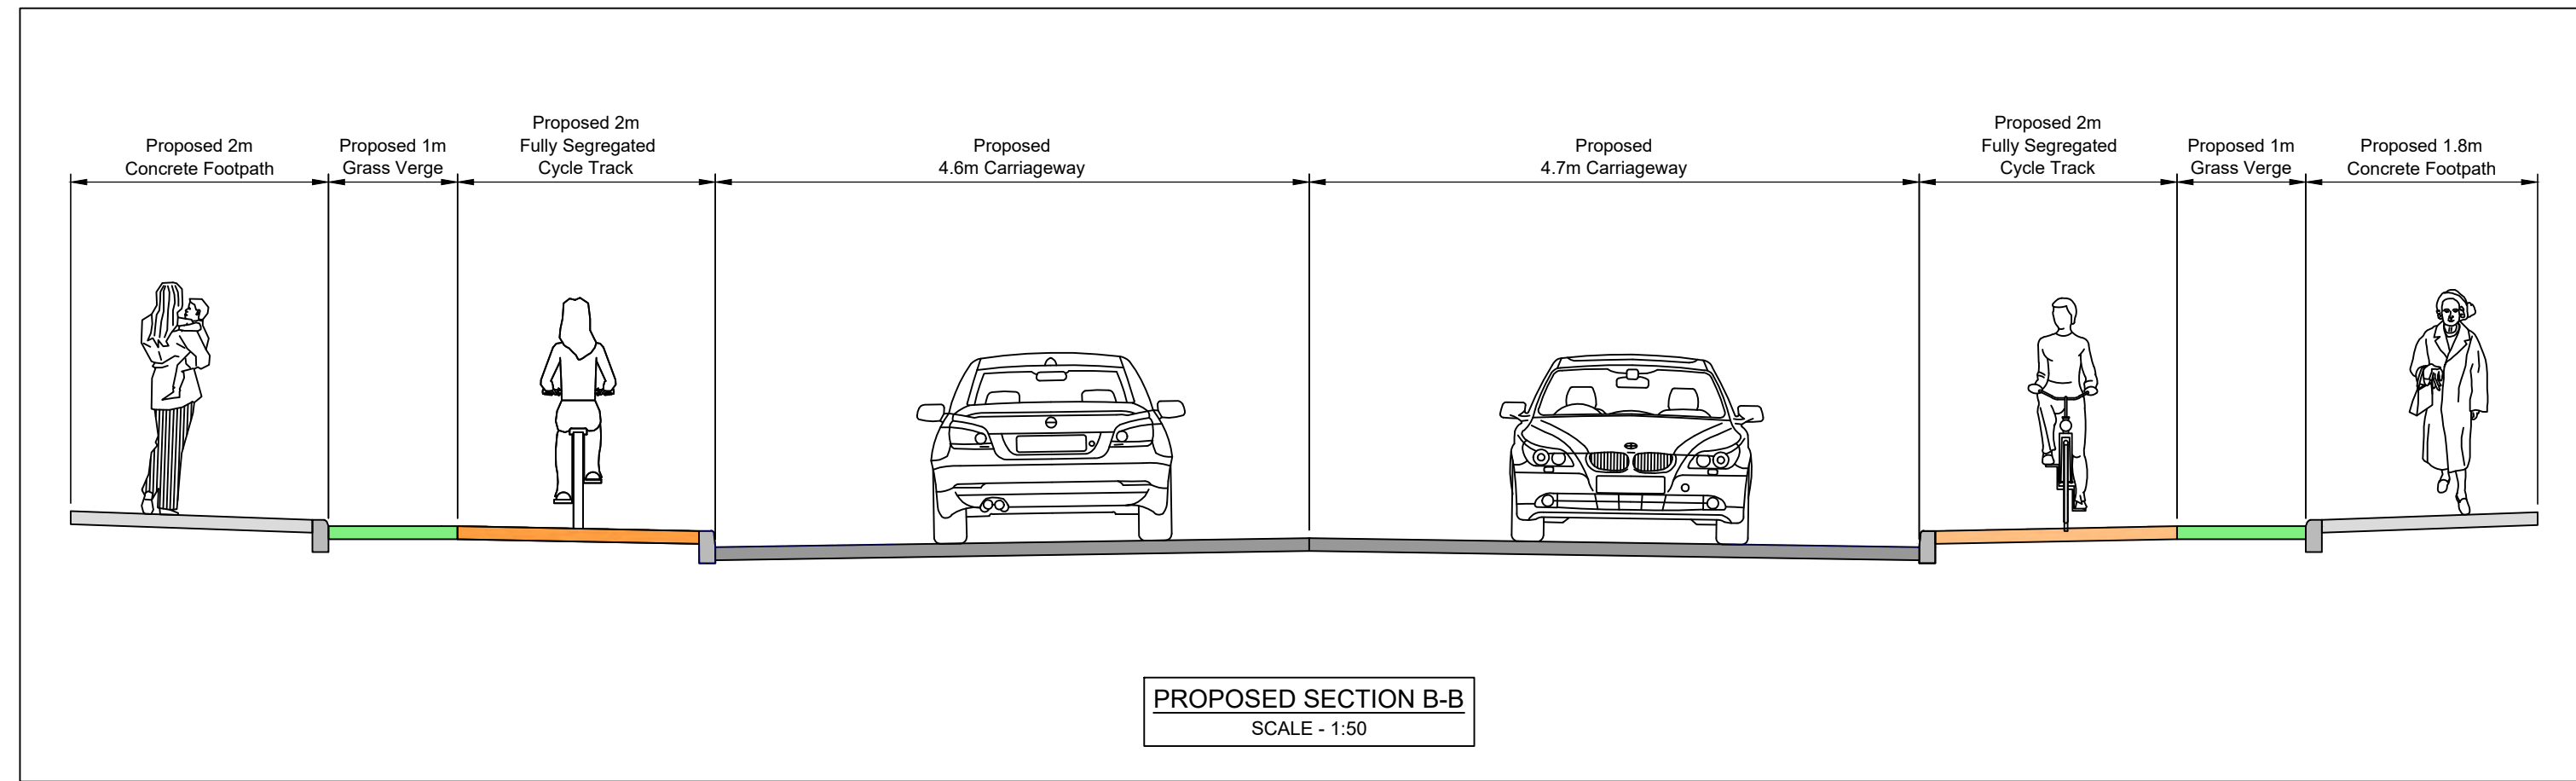 Proposed 2m
Concrete Footpath
Proposed 1m
Grass Verge
Proposed 2m
Fully Segregated
Cycle Track
Proposed
4.6m Carriageway
Proposed
4.7m Carriageway
Proposed 2m
Fully Segregated
Cycle Track
Proposed 1m
Grass Verge
Proposed 1.8m
Concrete Footpath
PROPOSED SECTION B-B
SCALE - 1:50